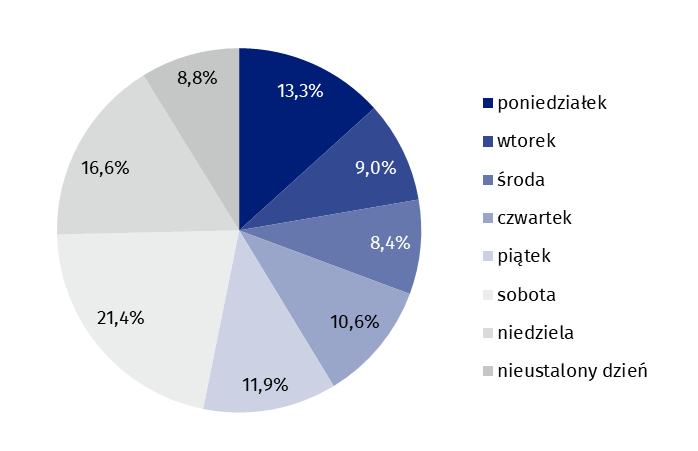 13,3%
9,0%
8,4%
10,6%
11,9%
21,4%
16,6%
8,8%
poniedziałek
wtorek
środa
czwartek
piątek
sobota
niedziela
nieustalony dzień